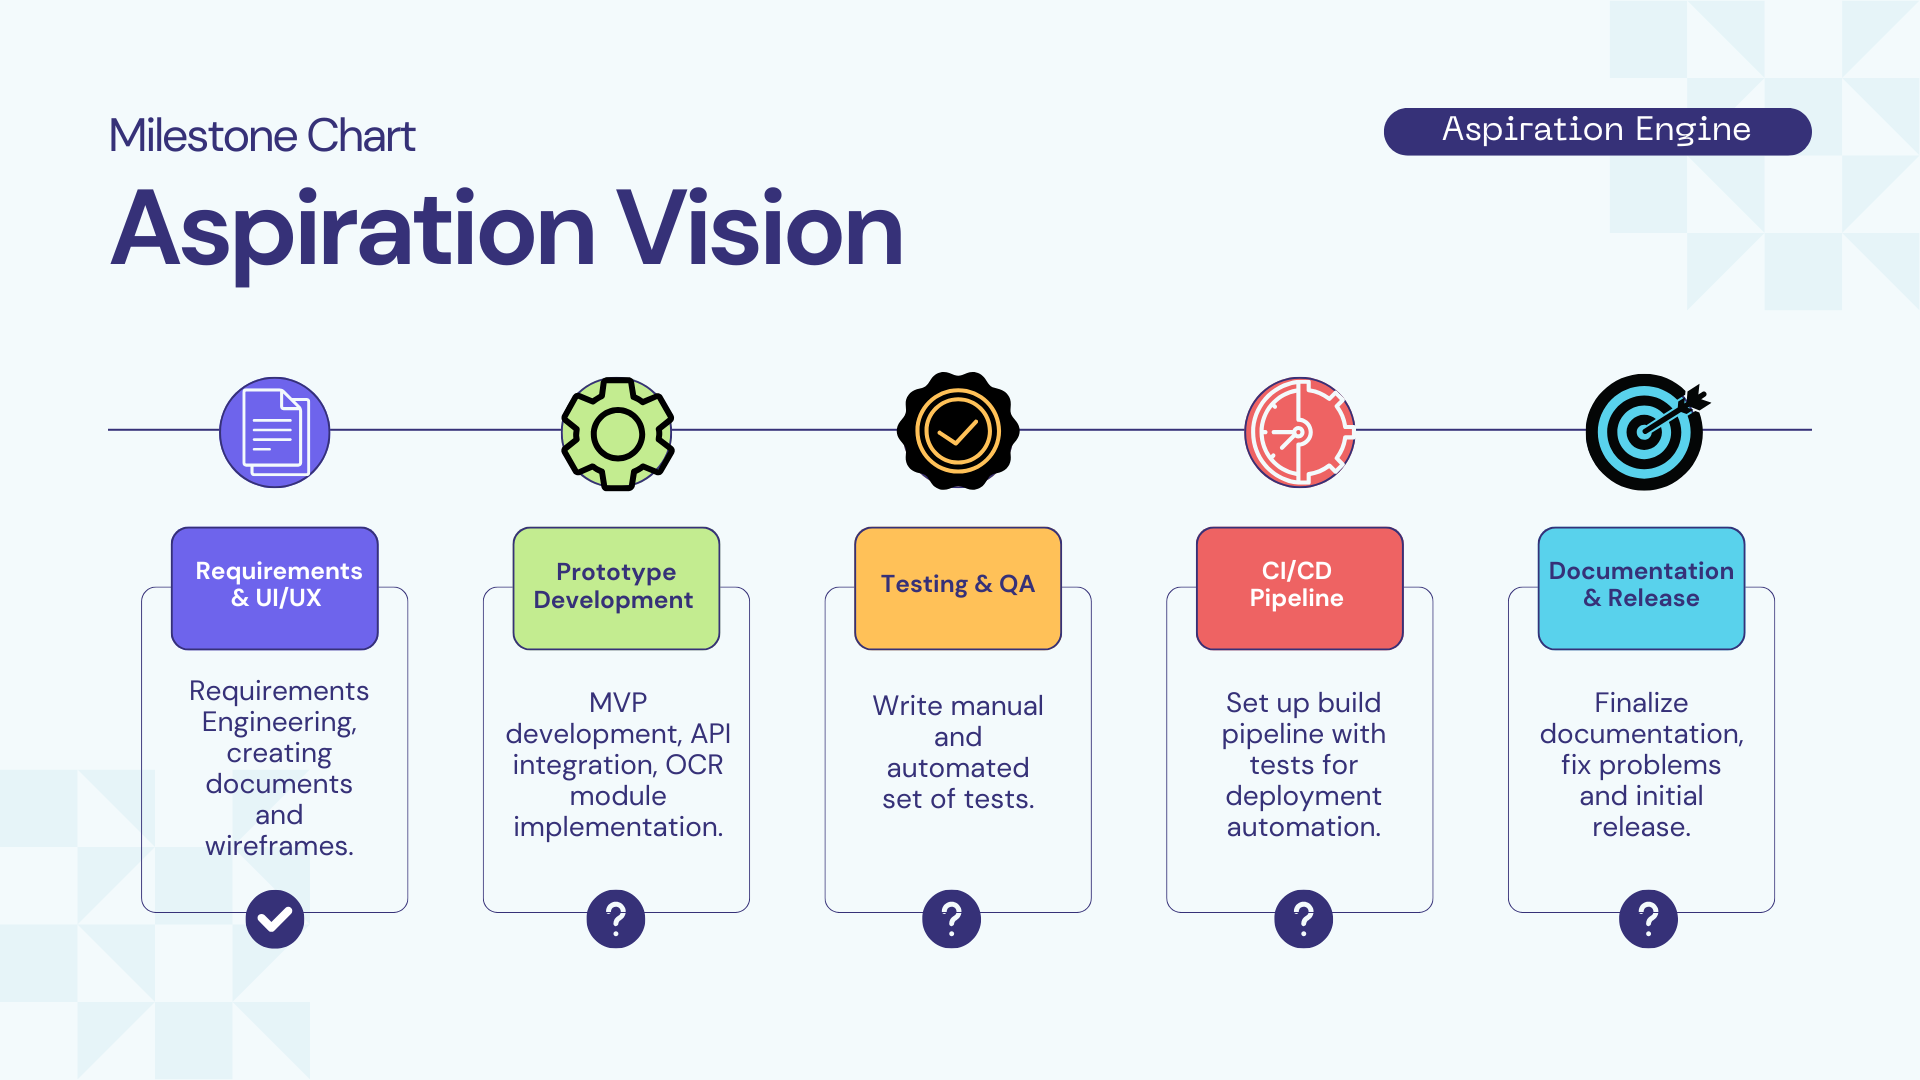 Milestone Chart
Aspiration Engine
Aspiration Vision
Requirements
& UI/UX
Requirements
Engineering,
creating
documents
and
wireframes.
Prototype
Development
MVP
development, API
integration, OCR
module
implementation.
?
Testing & QA
Write manual
and
automated
set of tests.
?
CI/CD
Pipeline
Set up build
pipeline with
tests for
deployment
automation.
?
Documentation
& Release
Finalize
documentation,
fix problems
and initial
release.
?